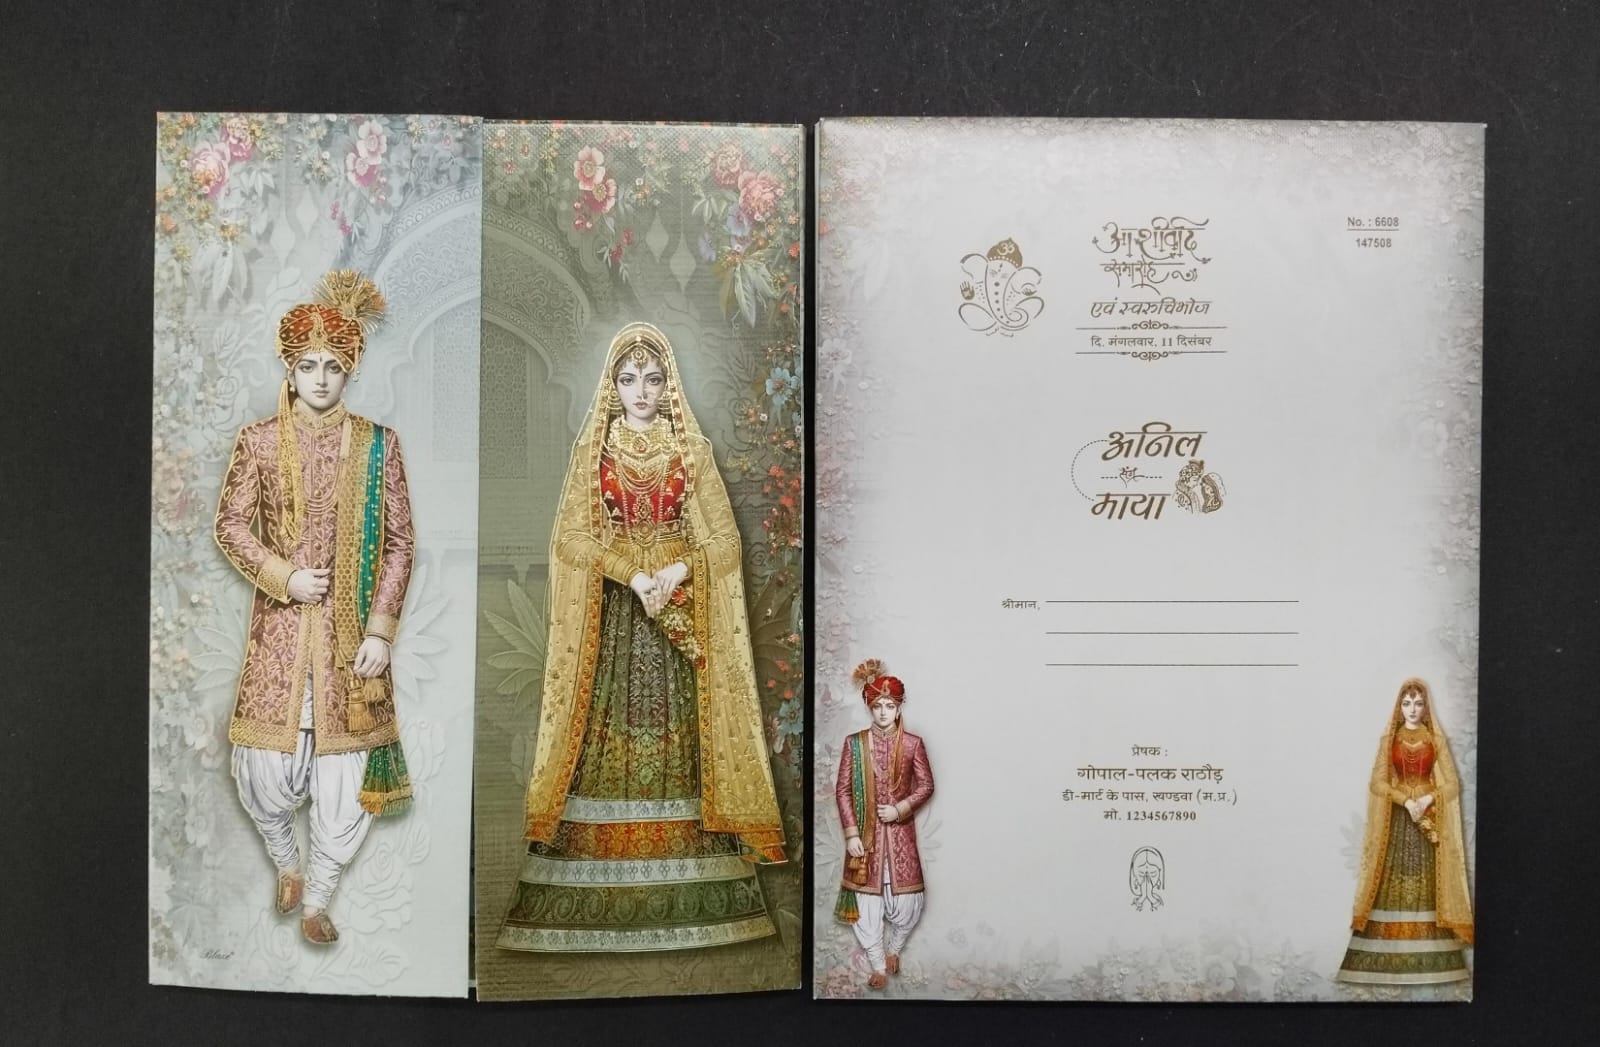 आशीर्वाद
समारोह
एवं स्वरुचिभोज
दि. मंगलवार, 11 दिसंबर
No. : 6608
147508
अनिल
संग
माया
श्रीमान,
प्रेषक :
गोपाल-पलक राठौड़
डी-मार्ट के पास, खण्डवा (म.प्र.)
मो. 1234567890